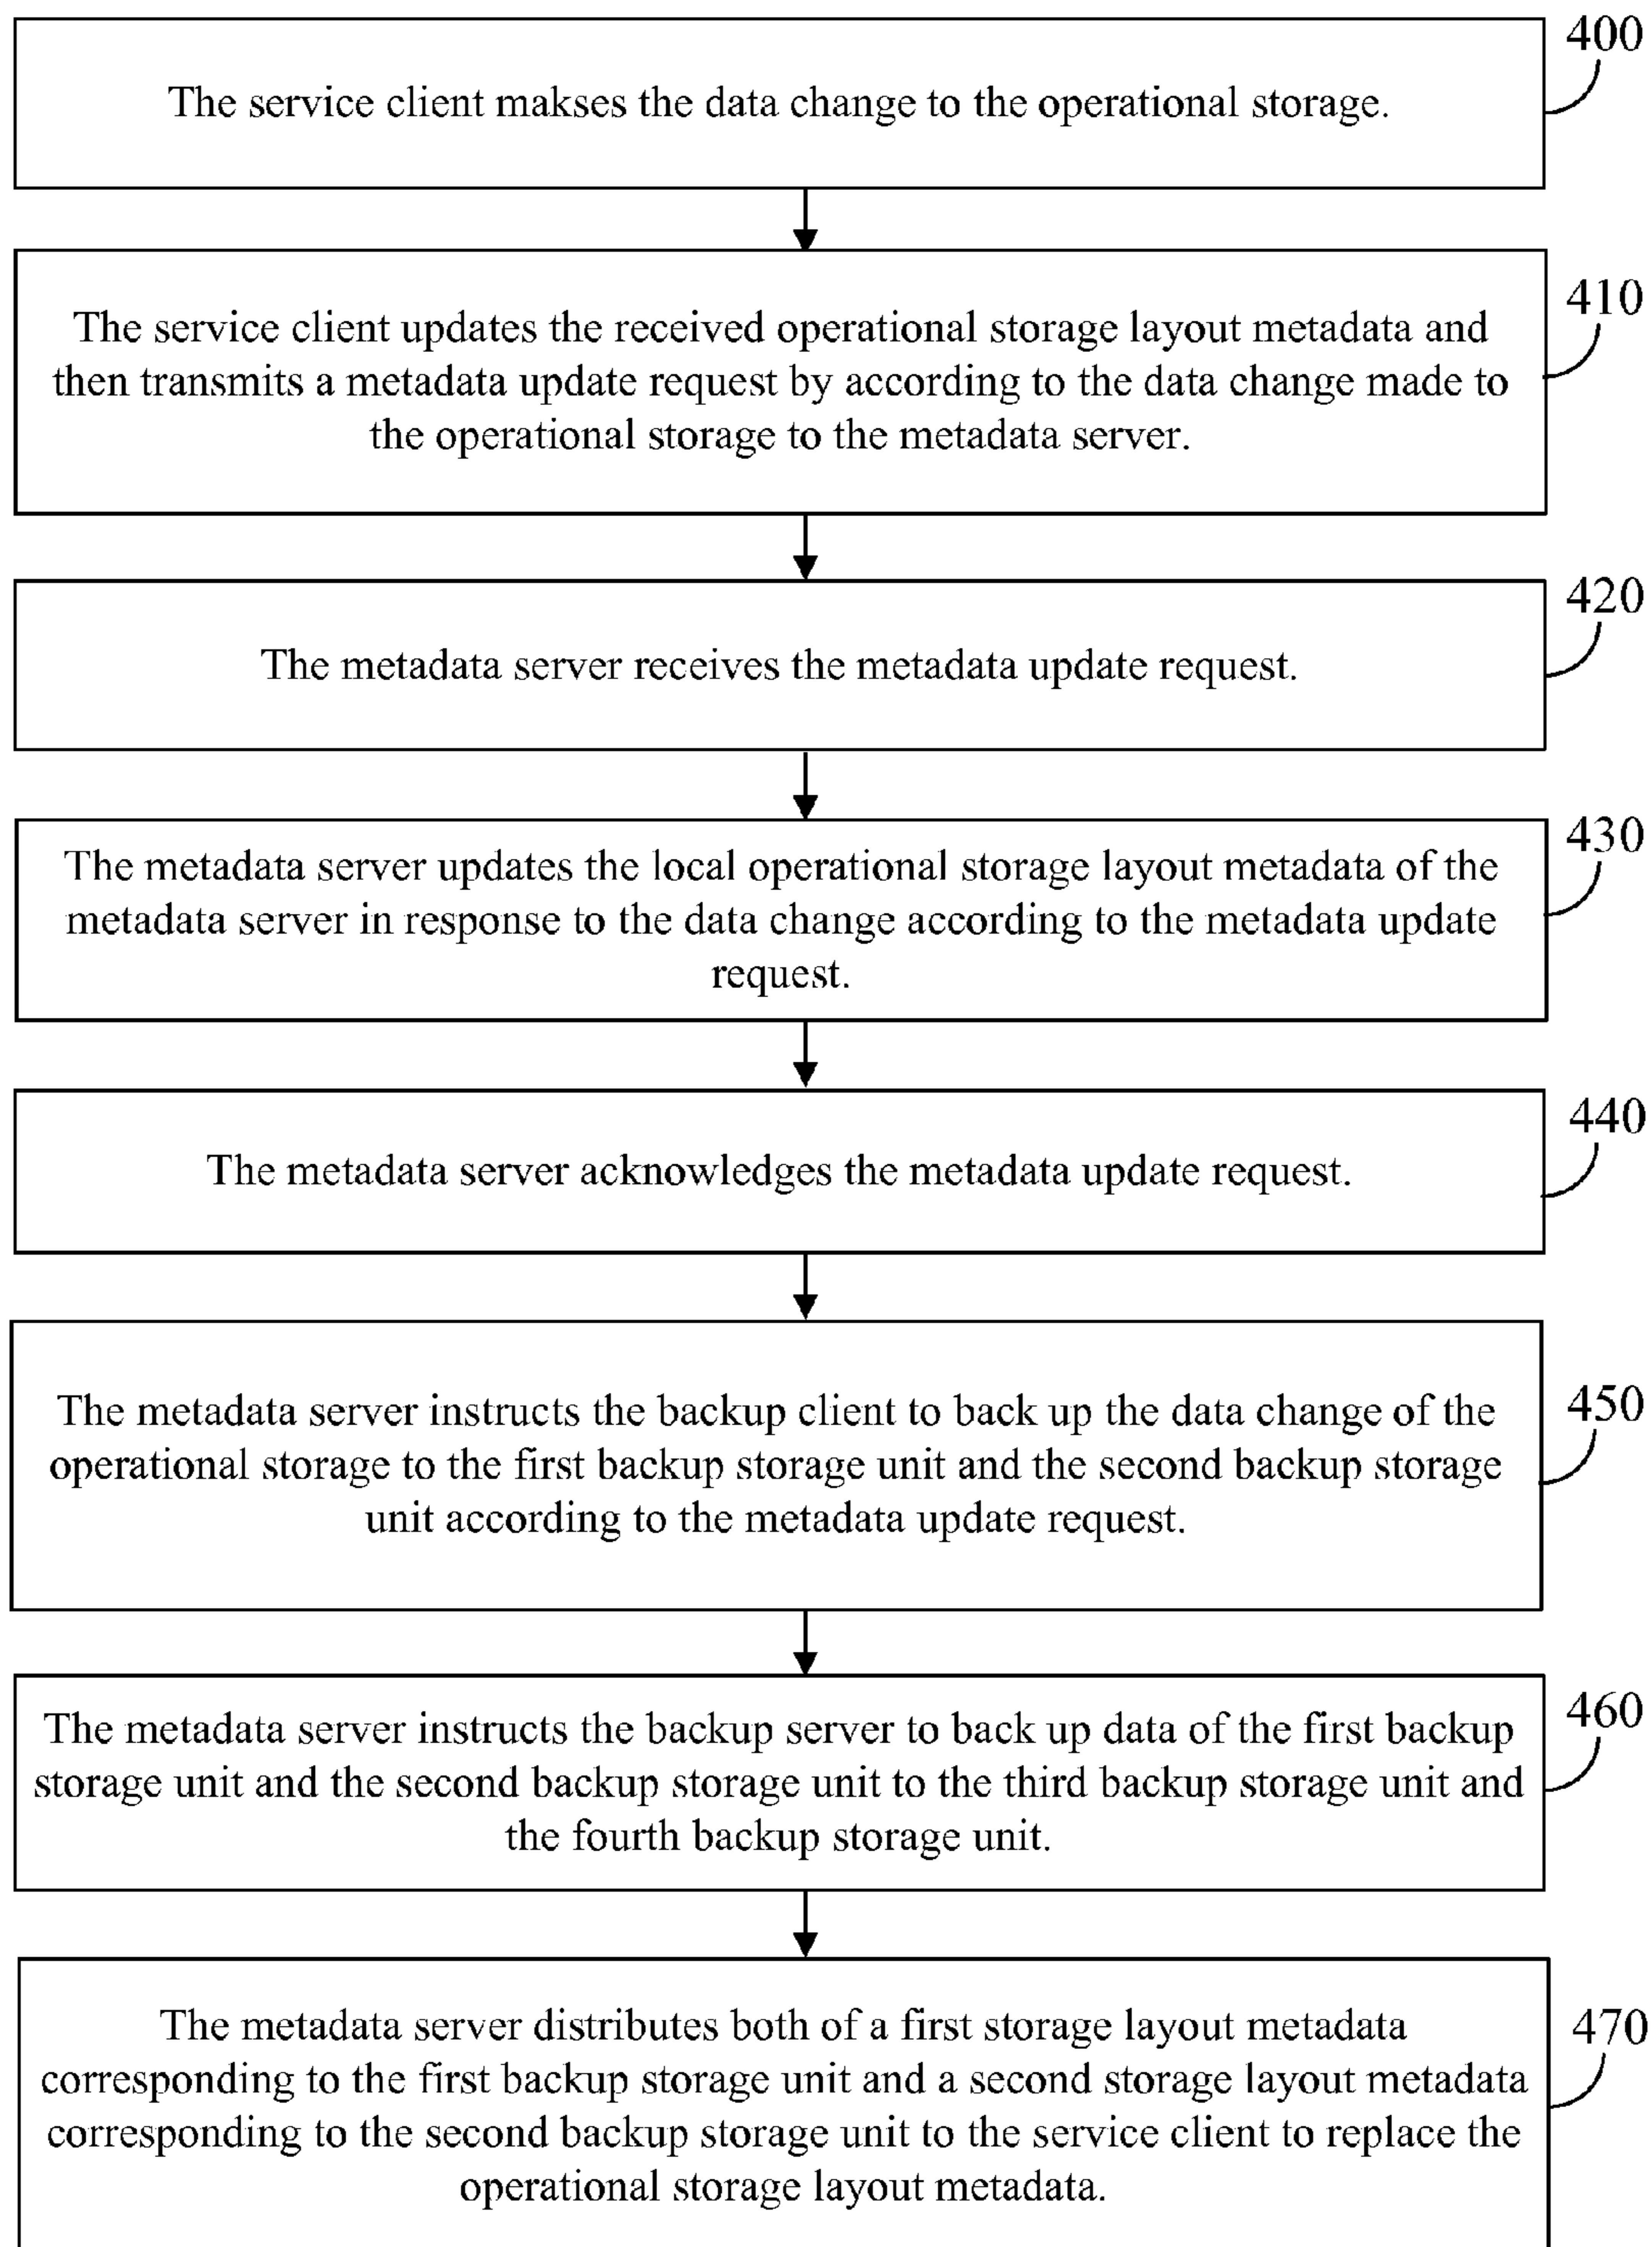 400
The service client makses the data change to the operational storage.
410
The service client updates the received operational storage layout metadata and
then transmits a metadata update request by according to the data change made to
the operational storage to the metadata server.
420
The metadata server receives the metadata update request.
430
The metadata server updates the local operational storage layout metadata of the
metadata server in response to the data change according to the metadata update
request.
440
The metadata server acknowledges the metadata update request.
450
The metadata server instructs the backup client to back up the data change of the
operational storage to the first backup storage unit and the second backup storage
unit according to the metadata update request.
460
The metadata server instructs the backup server to back up data of the first backup
storage unit and the second backup storage unit to the third backup storage unit and
the fourth backup storage unit.
470
The metadata server distributes both of a first storage layout metadata
corresponding to the first backup storage unit and a second storage layout metadata
corresponding to the second backup storage unit to the service client to replace the
operational storage layout metadata.